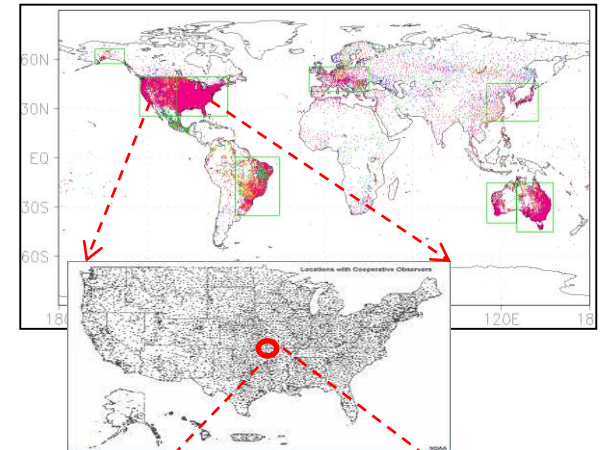 60N
30N
EQ
30S
60S
180
120E
18
Locations with Cooperative Observers
NOAA